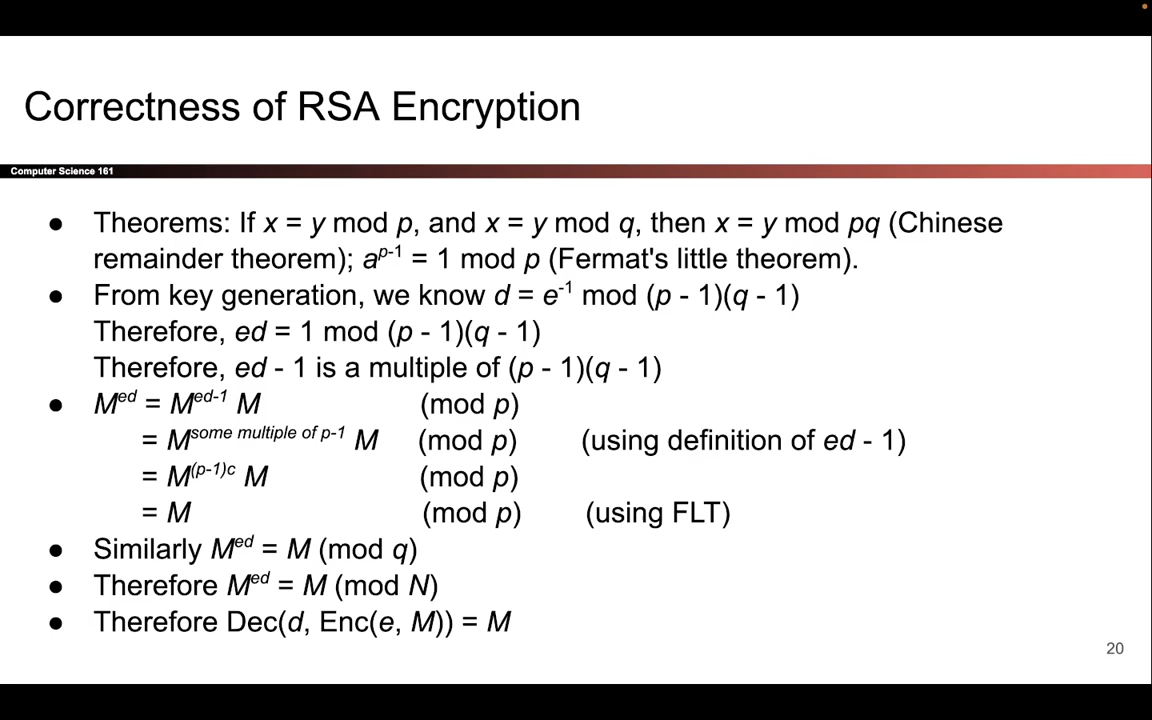 Correctness of RSA Encryption
Computer Science 161
● Theorems: If x = y mod p, and x = y mod q, then x = y mod pq (Chinese
remainder theorem); a^p-1 = 1 mod p (Fermat's little theorem).
● From key generation, we know d = e^-1 mod (p - 1)(q - 1)
Therefore, ed = 1 mod (p - 1)(q - 1)
Therefore, ed - 1 is a multiple of (p - 1)(q - 1)
● M^ed = M^ed-1 M (mod p)
= M^some multiple of p-1 M (mod p) (using definition of ed - 1)
= M^(p-1)c M (mod p)
= M (mod p) (using FLT)
● Similarly M^ed = M (mod q)
● Therefore M^ed = M (mod N)
● Therefore Dec(d, Enc(e, M)) = M
20